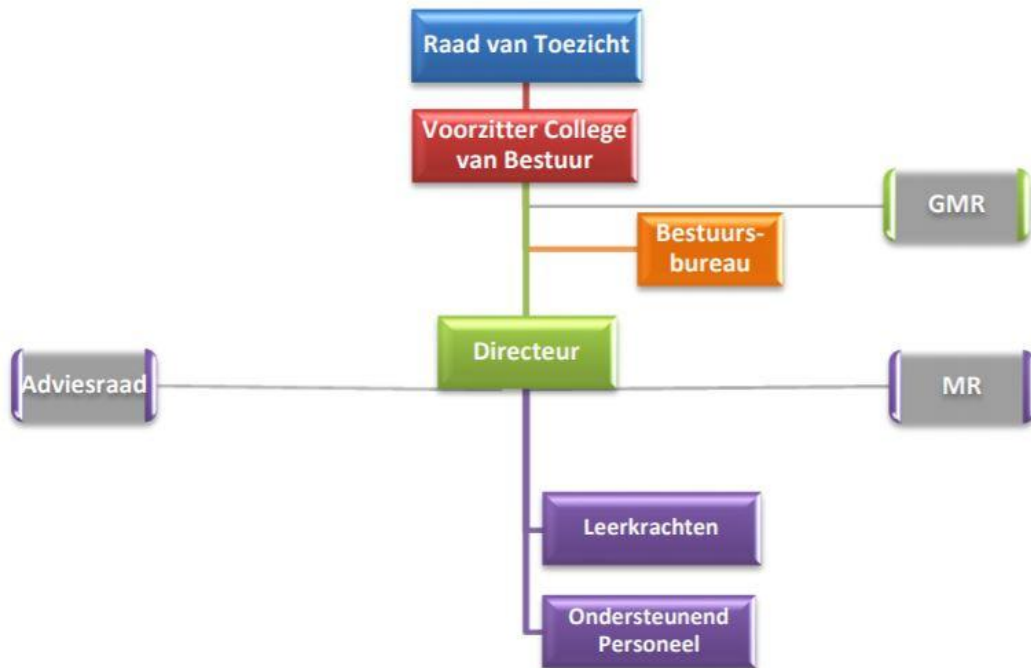 Raad van Toezicht
Voorzitter College
van Bestuur
GMR
Bestuurs-
bureau
Directeur
Adviesraad
MR
Leerkrachten
Ondersteunend
Personeel